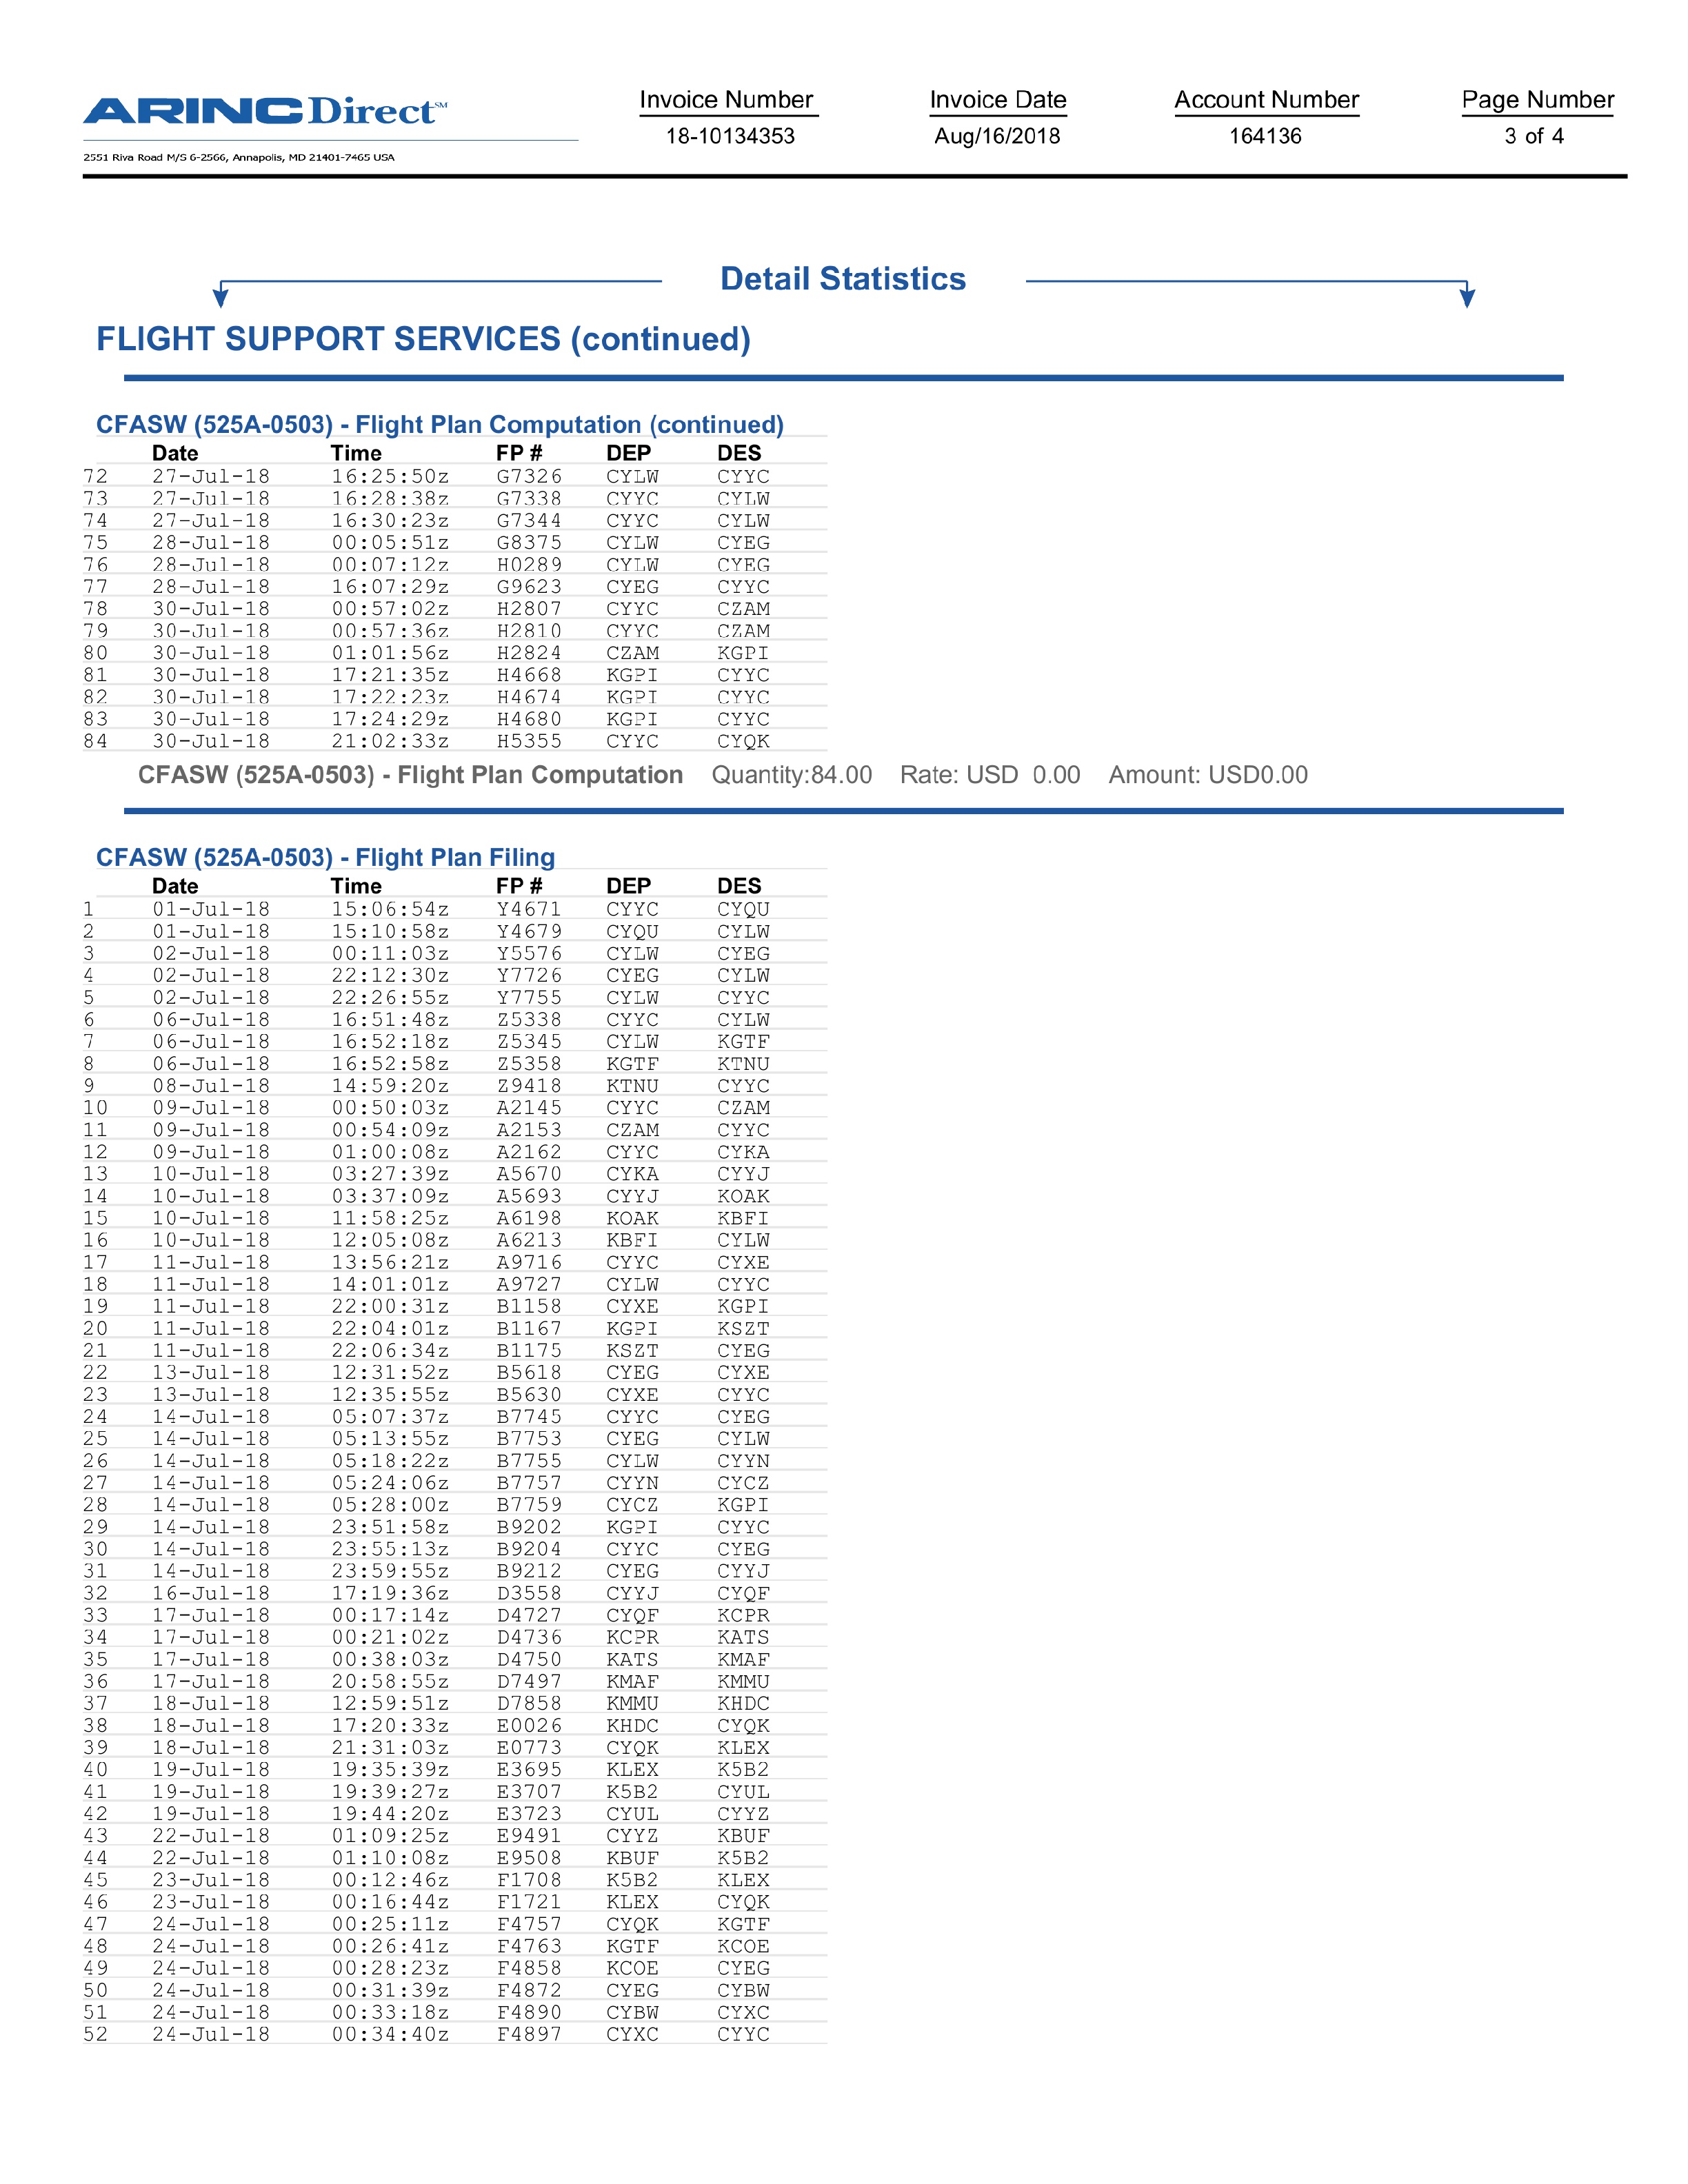 ARINCDirect℠
2551 Riva Road M/S 6-2566, Annapolis, MD 21401-7465 USA
Invoice Number Invoice Date Account Number Page Number
18-10134353 Aug/16/2018 164136 3 of 4
Detail Statistics
FLIGHT SUPPORT SERVICES (continued)
CFASW (525A-0503) - Flight Plan Computation (continued)
Date Time FP # DEP DES
72 27-Jul-18 16:25:50z G7326 CYLW CYYC
73 27-Jul-18 16:28:38z G7338 CYYC CYLW
74 27-Jul-18 16:30:23z G7344 CYYC CYLW
75 28-Jul-18 00:05:51z G8375 CYLW CYEG
76 28-Jul-18 00:07:12z H0289 CYLW CYEG
77 28-Jul-18 16:07:29z G9623 CYEG CYYC
78 30-Jul-18 00:57:02z H2807 CYYC CZAM
79 30-Jul-18 00:57:36z H2810 CYYC CZAM
80 30-Jul-18 01:01:56z H2824 CZAM KGPI
81 30-Jul-18 17:21:35z H4668 KGPI CYYC
82 30-Jul-18 17:22:23z H4674 KGPI CYYC
83 30-Jul-18 17:24:29z H4680 KGPI CYYC
84 30-Jul-18 21:02:33z H5355 CYYC CYQK
CFASW (525A-0503) - Flight Plan Computation Quantity:84.00 Rate: USD 0.00 Amount: USD0.00
CFASW (525A-0503) - Flight Plan Filing
Date Time FP # DEP DES
1 01-Jul-18 15:06:54z Y4671 CYYC CYQU
2 01-Jul-18 15:10:58z Y4679 CYQU CYLW
3 02-Jul-18 00:11:03z Y5576 CYLW CYEG
4 02-Jul-18 22:12:30z Y7726 CYEG CYLW
5 02-Jul-18 22:26:55z Y7755 CYLW CYYC
6 06-Jul-18 16:51:48z Z5338 CYYC CYLW
7 06-Jul-18 16:52:18z Z5345 CYLW KGTF
8 06-Jul-18 16:52:58z Z5358 KGTF KTNU
9 08-Jul-18 14:59:20z Z9418 KTNU CYYC
10 09-Jul-18 00:50:03z A2145 CYYC CZAM
11 09-Jul-18 00:54:09z A2153 CZAM CYYC
12 09-Jul-18 01:00:08z A2162 CYYC CYKA
13 10-Jul-18 03:27:39z A5670 CYKA CYYJ
14 10-Jul-18 03:37:09z A5693 CYYJ KOAK
15 10-Jul-18 11:58:25z A6198 KOAK KBFI
16 10-Jul-18 12:05:08z A6213 KBFI CYLW
17 11-Jul-18 13:56:21z A9716 CYYC CYXE
18 11-Jul-18 14:01:01z A9727 CYLW CYYC
19 11-Jul-18 22:00:31z B1158 CYXE KGPI
20 11-Jul-18 22:04:01z B1167 KGPI KSZT
21 11-Jul-18 22:06:34z B1175 KSZT CYEG
22 13-Jul-18 12:31:52z B5618 CYEG CYXE
23 13-Jul-18 12:35:55z B5630 CYXE CYYC
24 14-Jul-18 05:07:37z B7745 CYYC CYEG
25 14-Jul-18 05:13:55z B7753 CYEG CYLW
26 14-Jul-18 05:18:22z B7755 CYLW CYYN
27 14-Jul-18 05:24:06z B7757 CYYN CYCZ
28 14-Jul-18 05:28:00z B7759 CYCZ KGPI
29 14-Jul-18 23:51:58z B9202 KGPI CYYC
30 14-Jul-18 23:55:13z B9204 CYYC CYEG
31 14-Jul-18 23:59:55z B9212 CYEG CYYJ
32 16-Jul-18 17:19:36z D3558 CYYJ CYQF
33 17-Jul-18 00:17:14z D4727 CYQF KCPR
34 17-Jul-18 00:21:02z D4736 KCPR KATS
35 17-Jul-18 00:38:03z D4750 KATS KMAF
36 17-Jul-18 20:58:55z D7497 KMAF KMMU
37 18-Jul-18 12:59:51z D7858 KMMU KHDC
38 18-Jul-18 17:20:33z E0026 KHDC CYQK
39 18-Jul-18 21:31:03z E0773 CYQK KLEX
40 19-Jul-18 19:35:39z E3695 KLEX K5B2
41 19-Jul-18 19:39:27z E3707 K5B2 CYUL
42 19-Jul-18 19:44:20z E3723 CYUL CYYZ
43 22-Jul-18 01:09:25z E9491 CYYZ KBUF
44 22-Jul-18 01:10:08z E9508 KBUF K5B2
45 23-Jul-18 00:12:46z F1708 K5B2 KLEX
46 23-Jul-18 00:16:44z F1721 KLEX CYQK
47 24-Jul-18 00:25:11z F4757 CYQK KGTF
48 24-Jul-18 00:26:41z F4763 KGTF KCOE
49 24-Jul-18 00:28:23z F4858 KCOE CYEG
50 24-Jul-18 00:31:39z F4872 CYEG CYBW
51 24-Jul-18 00:33:18z F4890 CYBW CYXC
52 24-Jul-18 00:34:40z F4897 CYXC CYYC